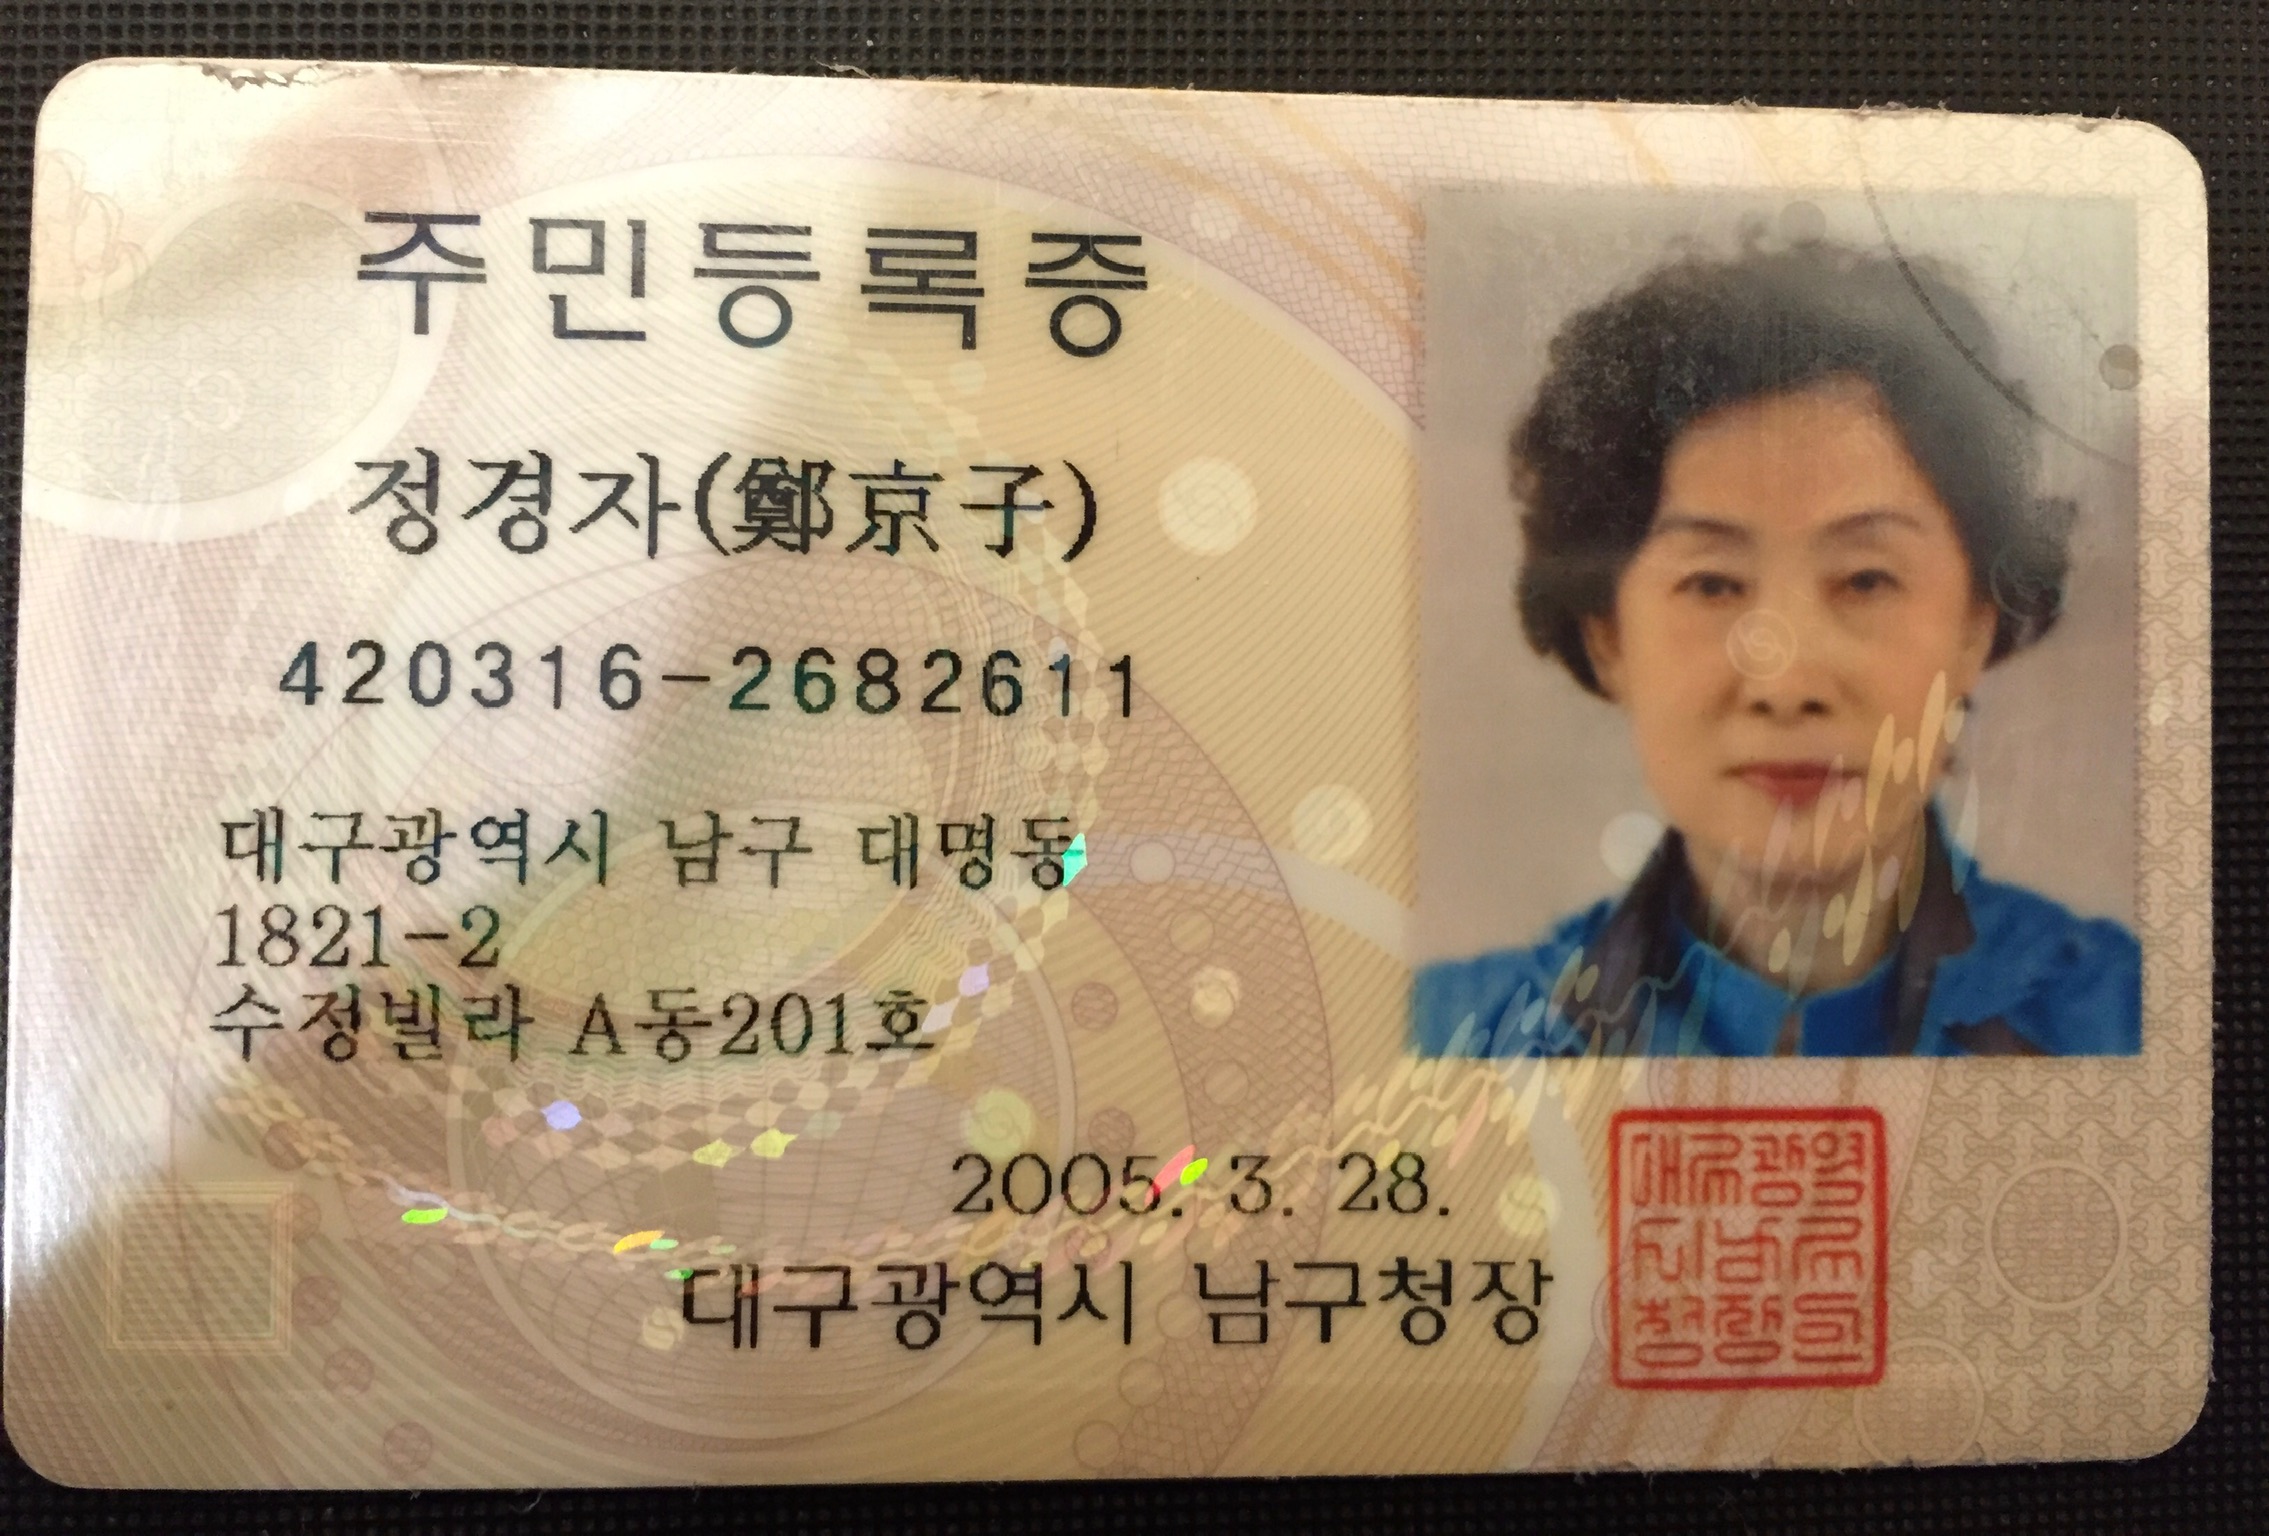 주민등록증
정경자(鄭京子)
420316-2682611
대구광역시 남구 대명동
1821-2
수정빌라 A동201호
2005. 3. 28.
대구광역시 남구청장